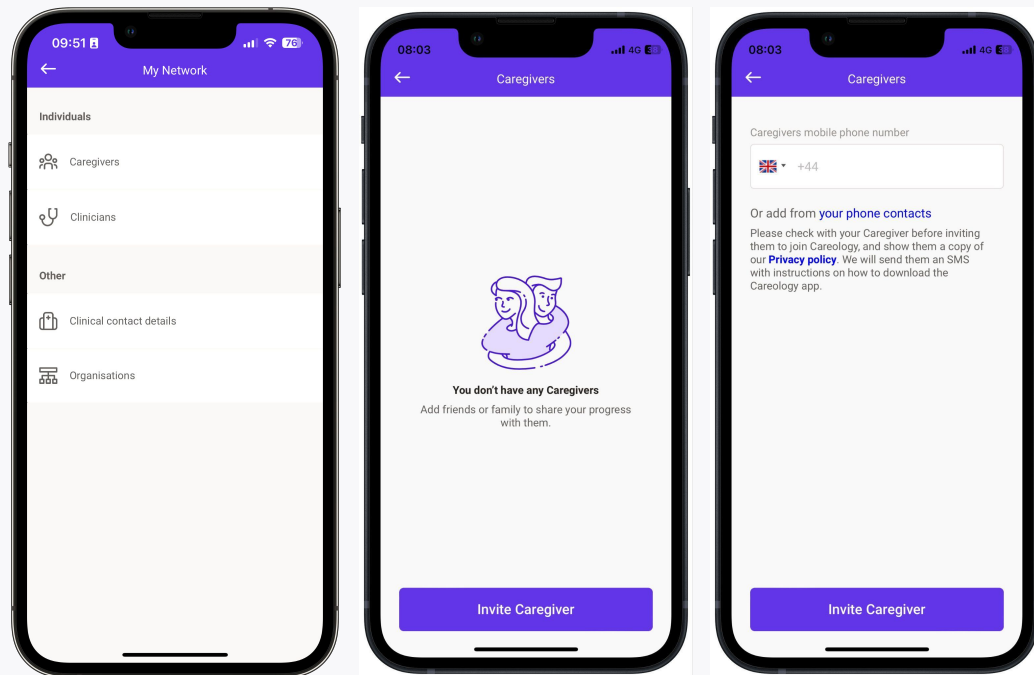 09:51
76
My Network
Individuals
Caregivers
Clinicians
Other
Clinical contact details
Organisations
08:03
4G
Caregivers
You don't have any Caregivers
Add friends or family to share your progress
with them.
Invite Caregiver
08:03
4G
Caregivers
Caregivers mobile phone number
+44
Or add from your phone contacts
Please check with your Caregiver before inviting
them to join Careology, and show them a copy of
our Privacy policy. We will send them an SMS
with instructions on how to download the
Careology app.
Invite Caregiver